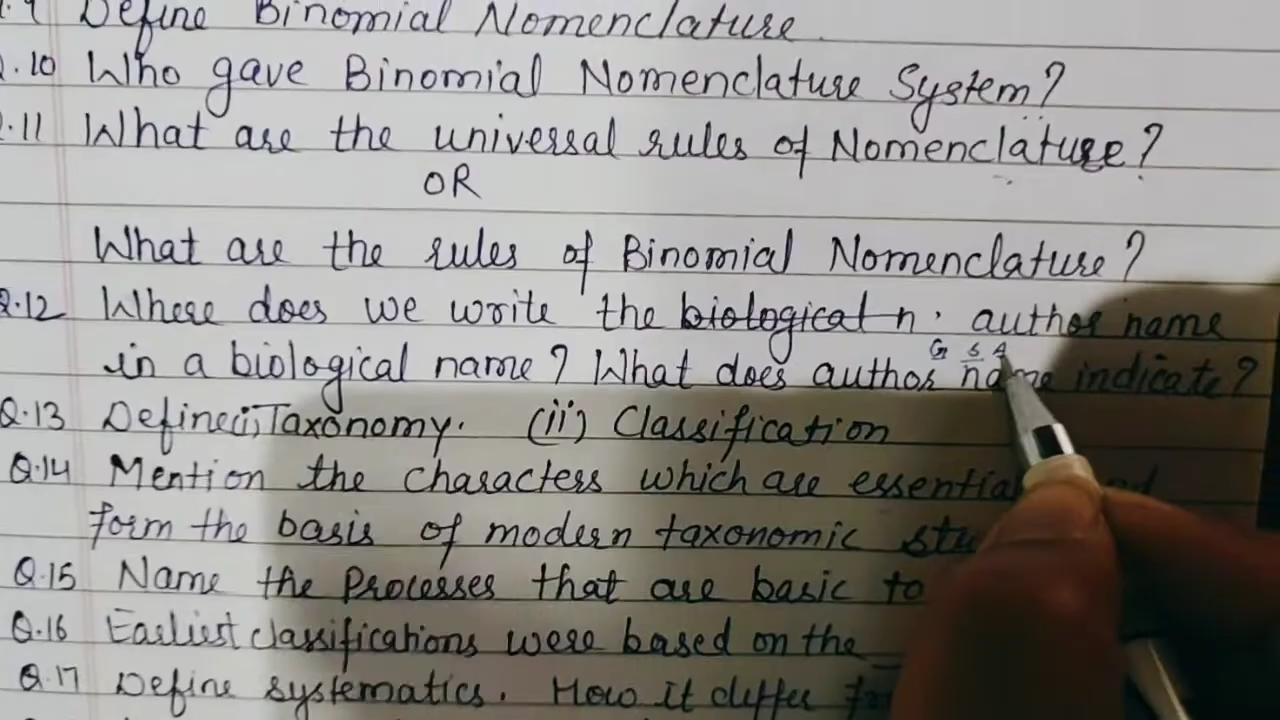 Define Binomial Nomenclature.
.10 Who gave Binomial Nomenclature System?
.11 What are the universal rules of Nomenclature?
OR
What are the rules of Binomial Nomenclature?
Q.12 Where does we write the biological n. author name
G S A
in a biological name? What does author name indicate?
Q.13 Define(i) Taxonomy. (ii) Classification
Q.14 Mention the characters which are essential
form the basis of modern taxonomic
Q.15 Name the Processes that are basic to
Q.16 Earliest classifications were based on the
Q.17 Define systematics. How it differ